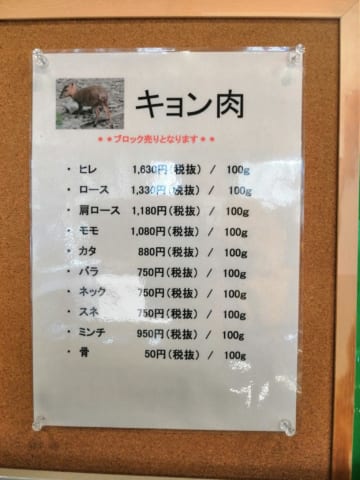 キョン肉
**ブロック売りとなります**
・ ヒレ 1,630円(税抜) / 100g
・ ロース 1,330円(税抜) / 100g
・ 肩ロース 1,180円(税抜) / 100g
・ モモ 1,080円(税抜) / 100g
・ カタ 880円(税抜) / 100g
・ バラ 750円(税抜) / 100g
・ ネック 750円(税抜) / 100g
・ スネ 750円(税抜) / 100g
・ ミンチ 950円(税抜) / 100g
・ 骨 50円(税抜) / 100g